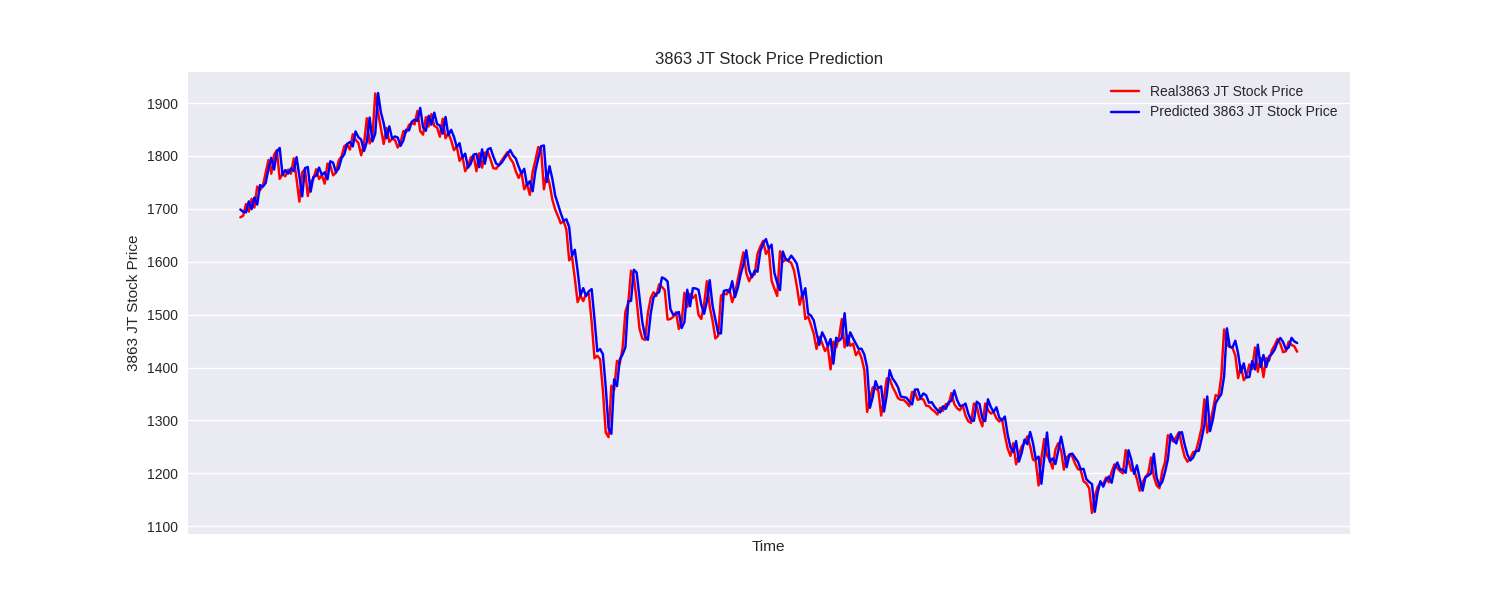 3863 JT Stock Price Prediction
Real3863 JT Stock Price
Predicted 3863 JT Stock Price
3863 JT Stock Price
1900
1800
1700
1600
1500
1400
1300
1200
1100
Time